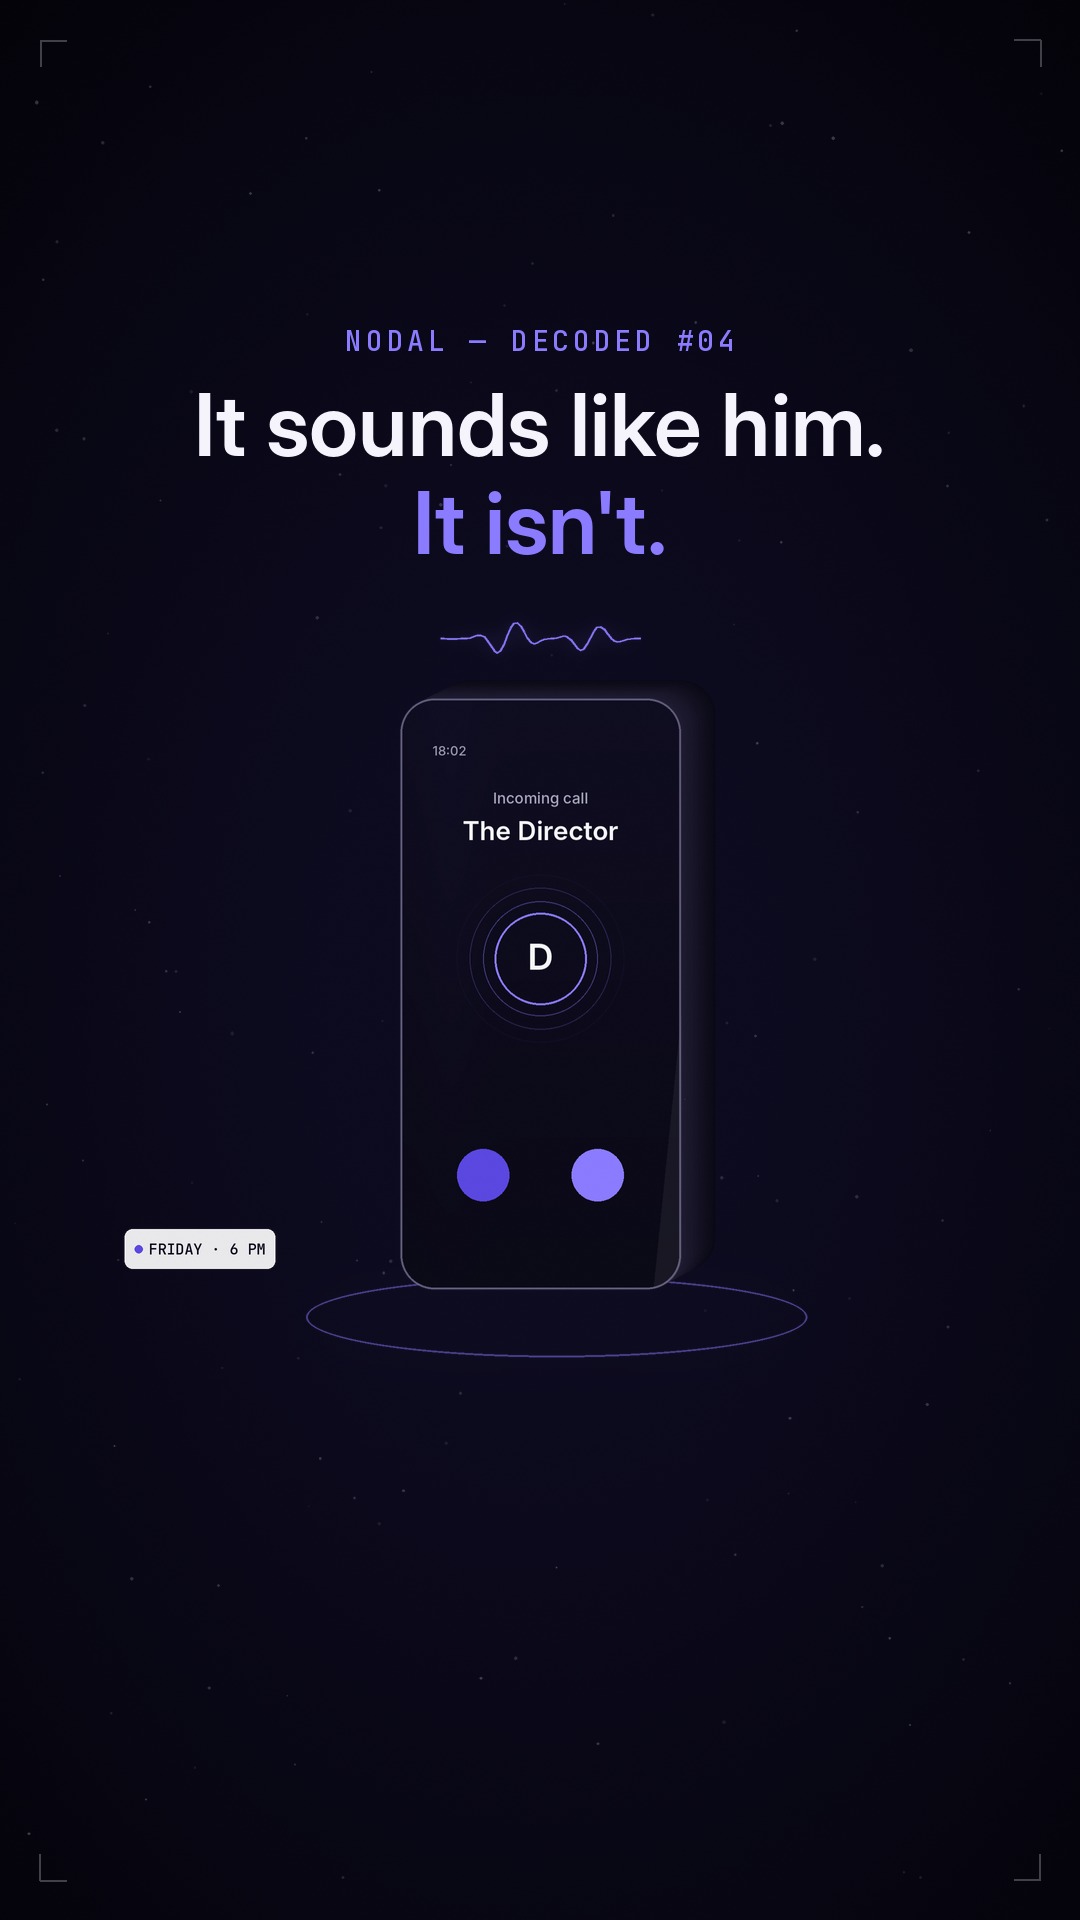 NODAL — DECODED #04
It sounds like him.
It isn't.
18:02
Incoming call
The Director
D
FRIDAY · 6 PM